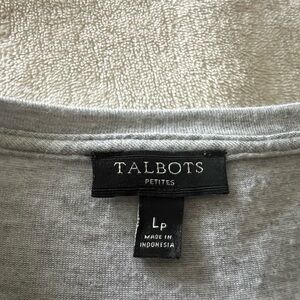 TALBOTS
PETITES
LP
MADE IN
INDONESIA